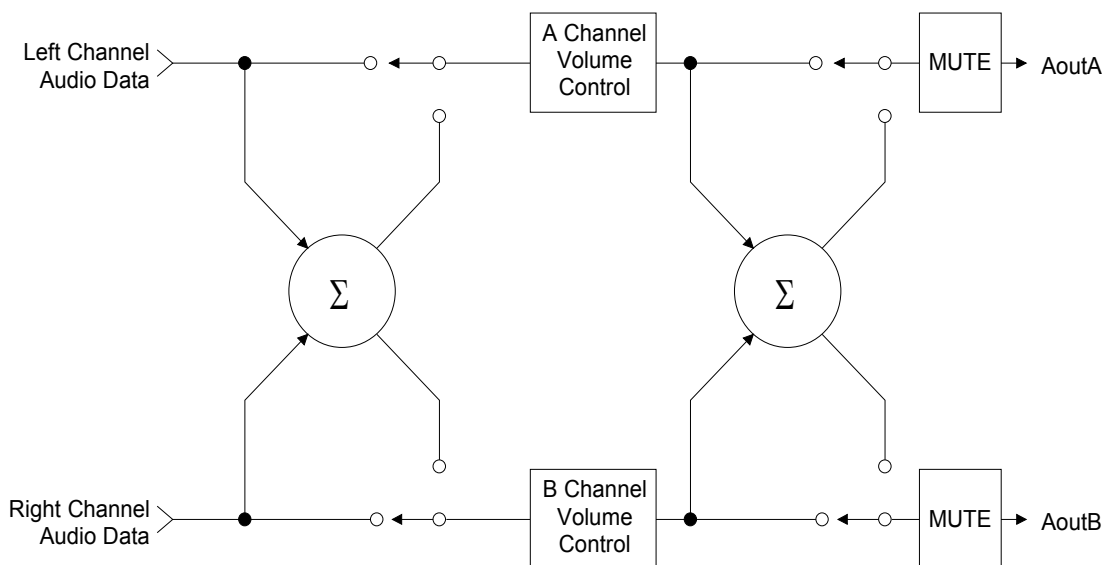 Left Channel
Audio Data
A Channel
Volume
Control
MUTE
AoutA
Σ
Σ
Right Channel
Audio Data
B Channel
Volume
Control
MUTE
AoutB